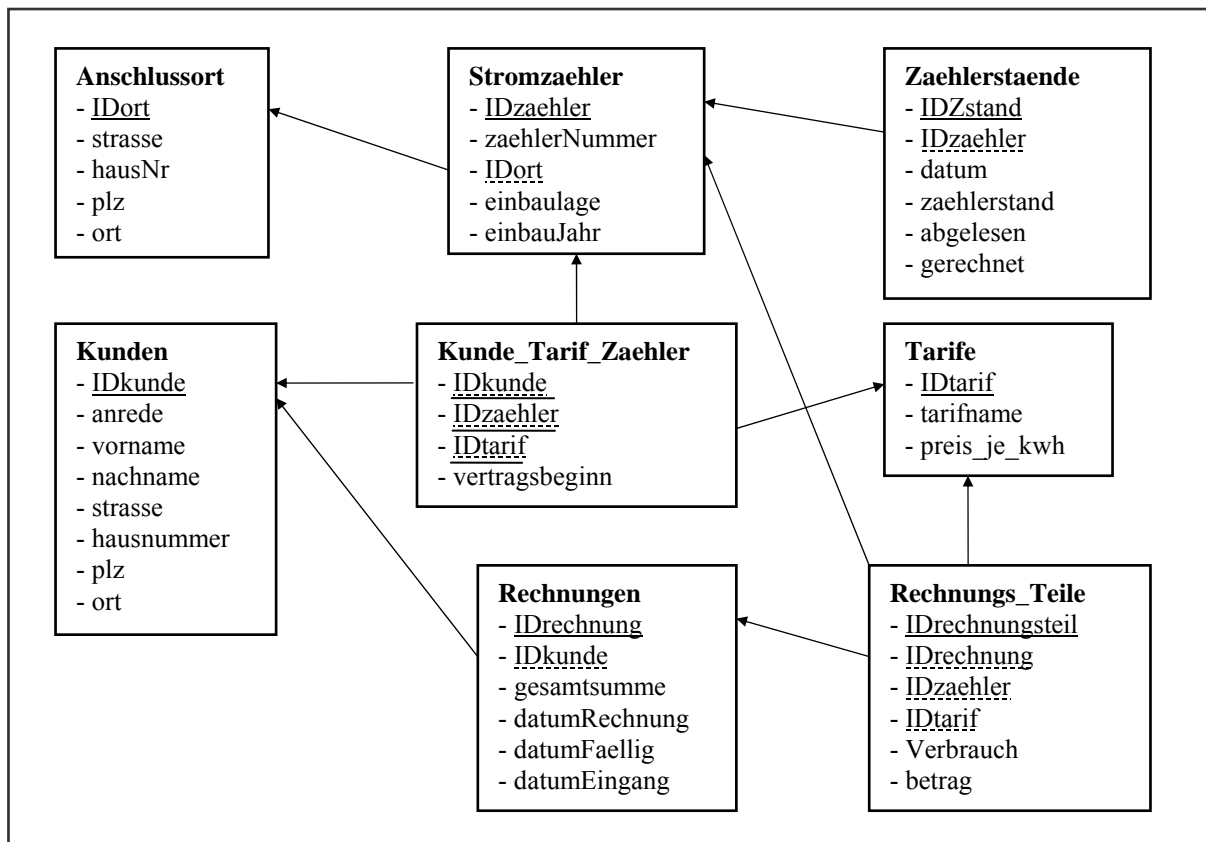 Anschlussort
- IDort
- strasse
- hausNr
- plz
- ort
Stromzaehler
- IDzaehler
- zaehlerNummer
- IDort
- einbaulage
- einbauJahr
Zaehlerstaende
- IDZstand
- IDzaehler
- datum
- zaehlerstand
- abgelesen
- gerechnet
Kunden
- IDkunde
- anrede
- vorname
- nachname
- strasse
- hausnummer
- plz
- ort
Kunde_Tarif_Zaehler
- IDkunde
- IDzaehler
- IDtarif
- vertragsbeginn
Tarife
- IDtarif
- tarifname
- preis_je_kwh
Rechnungen
- IDrechnung
- IDkunde
- gesamtsumme
- datumRechnung
- datumFaellig
- datumEingang
Rechnungs_Teile
- IDrechnungsteil
- IDrechnung
- IDzaehler
- IDtarif
- Verbrauch
- betrag